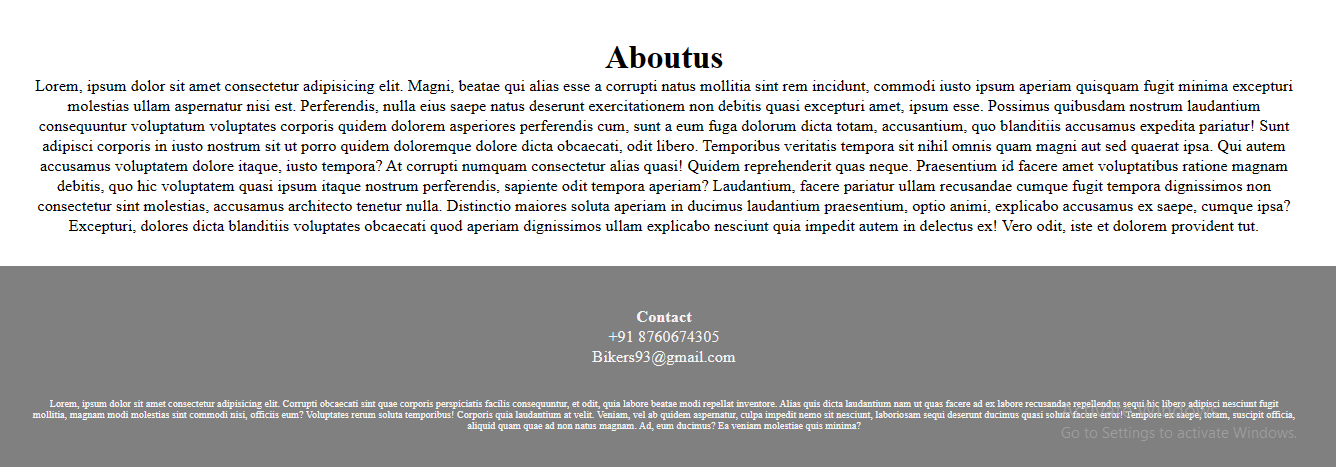 Aboutus
Lorem, ipsum dolor sit amet consectetur adipisicing elit. Magni, beatae qui alias esse a corrupti natus mollitia sint rem incidunt, commodi iusto ipsum aperiam quisquam fugit minima excepturi
molestias ullam aspernatur nisi est. Perferendis, nulla eius saepe natus deserunt exercitationem non debitis quasi excepturi amet, ipsum esse. Possimus quibusdam nostrum laudantium
consequuntur voluptatum voluptates corporis quidem dolorem asperiores perferendis cum, sunt a eum fuga dolorum dicta totam, accusantium, quo blanditiis accusamus expedita pariatur! Sunt
adipisci corporis in iusto nostrum sit ut porro quidem doloremque dolore dicta obcaecati, odit libero. Temporibus veritatis tempora sit nihil omnis quam magni aut sed quaerat ipsa. Qui autem
accusamus voluptatem dolore itaque, iusto tempora? At corrupti numquam consectetur alias quasi! Quidem reprehenderit quas neque. Praesentium id facere amet voluptatibus ratione magnam
debitis, quo hic voluptatem quasi ipsum itaque nostrum perferendis, sapiente odit tempora aperiam? Laudantium, facere pariatur ullam recusandae cumque fugit tempora dignissimos non
consectetur sint molestias, accusamus architecto tenetur nulla. Distinctio maiores soluta aperiam in ducimus laudantium praesentium, optio animi, explicabo accusamus ex saepe, cumque ipsa?
Excepturi, dolores dicta blanditiis voluptates obcaecati quod aperiam dignissimos ullam explicabo nesciunt quia impedit autem in delectus ex! Vero odit, iste et dolorem provident tut.
Contact
+91 8760674305
Bikers93@gmail.com
Lorem, ipsum dolor sit amet consectetur adipisicing elit. Corrupti obcaecati sint quae corporis perspiciatis facilis consequuntur, et odit, quia labore beatae modi repellat inventore. Alias quis dicta laudantium nam ut quas facere ad ex labore recusandae repellendus sequi hic libero adipisci nesciunt fugit
mollitia, magnam modi molestias sint commodi nisi, officiis eum? Voluptates rerum soluta temporibus! Corporis quia laudantium at velit. Veniam, vel ab quidem aspernatur, culpa impedit nemo sit nesciunt, laboriosam sequi deserunt ducimus quasi soluta facere error! Tempore ex saepe, totam, suscipit officia,
aliquid quam quae ad non natus magnam. Ad, eum ducimus? Ea veniam molestiae quis minima?
Activate Windows
Go to Settings to activate Windows.